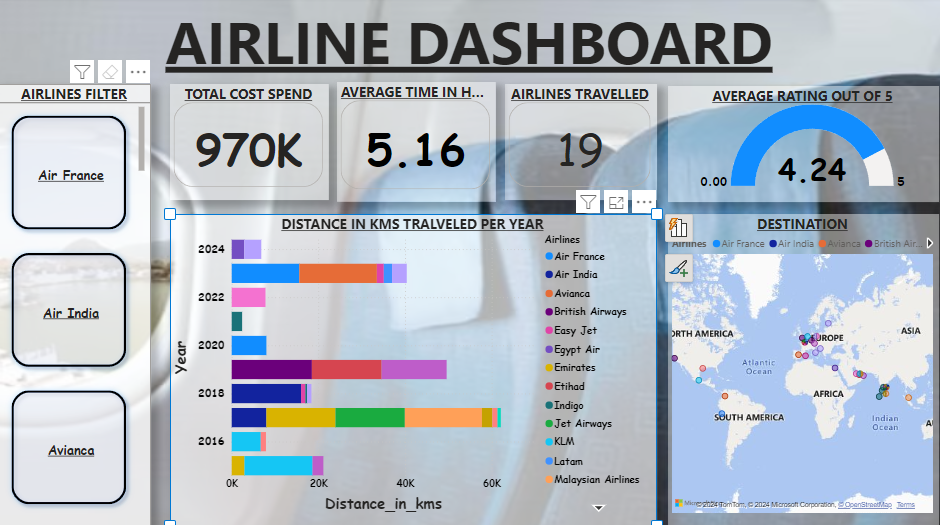 AIRLINE DASHBOARD
AIRLINES FILTER
Air France
Air India
Avianca
TOTAL COST SPEND
970K
AVERAGE TIME IN H...
5.16
AIRLINES TRAVELLED
19
AVERAGE RATING OUT OF 5
4.24
0.00
5
DISTANCE IN KMS TRALVELED PER YEAR
Year
2024
2022
2020
2018
2016
0K
20K
40K
60K
Distance_in_kms
Airlines
Air France
Air India
Avianca
British Airways
Easy Jet
Egypt Air
Emirates
Etihad
Indigo
Jet Airways
KLM
Latam
Malaysian Airlines
DESTINATION
Airlines Air France Air India Avianca British Air...
ORTH AMERICA
EUROPE
ASIA
Atlantic
Ocean
AFRICA
SOUTH AMERICA
Indian
Ocean
AU
© 2024 TomTom, © 2024 Microsoft Corporation, © OpenStreetMap Terms